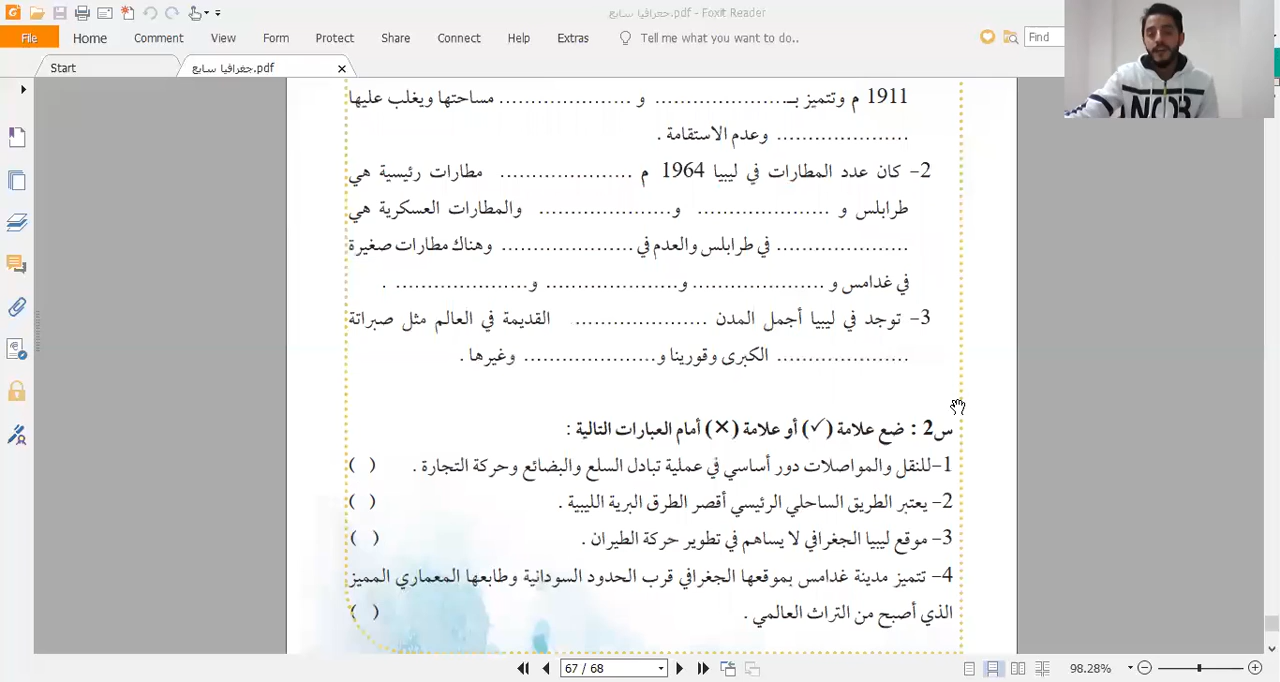 جغرافيا سابع.pdf - Foxit Reader
File Home Comment View Form Protect Share Connect Help Extras Tell me what you want to do.. Find
Start جغرافيا سابع.pdf
1911 م وتتميز بـ...................... و ..................... مساحتها ويغلب عليها
..................... وعدم الاستقامة .
2- كان عدد المطارات في ليبيا 1964 م ..................... مطارات رئيسية هي
طرابلس و ..................... و..................... والمطارات العسكرية هي
..................... في طرابلس والعدم في ..................... وهناك مطارات صغيرة
في غدامس و ..................... و..................... و..................... .
3- توجد في ليبيا أجمل المدن ..................... القديمة في العالم مثل صبراتة
..................... الكبرى وقورينا و..................... وغيرها .
س2 : ضع علامة (✓) أو علامة (✕) أمام العبارات التالية :
1-للنقل والمواصلات دور أساسي في عملية تبادل السلع والبضائع وحركة التجارة . ( )
2- يعتبر الطريق الساحلي الرئيسي أقصر الطرق البرية الليبية . ( )
3- موقع ليبيا الجغرافي لا يساهم في تطوير حركة الطيران . ( )
4- تتميز مدينة غدامس بموقعها الجغرافي قرب الحدود السودانية وطابعها المعماري المميز
الذي أصبح من التراث العالمي . ( )
67 / 68 98.28%